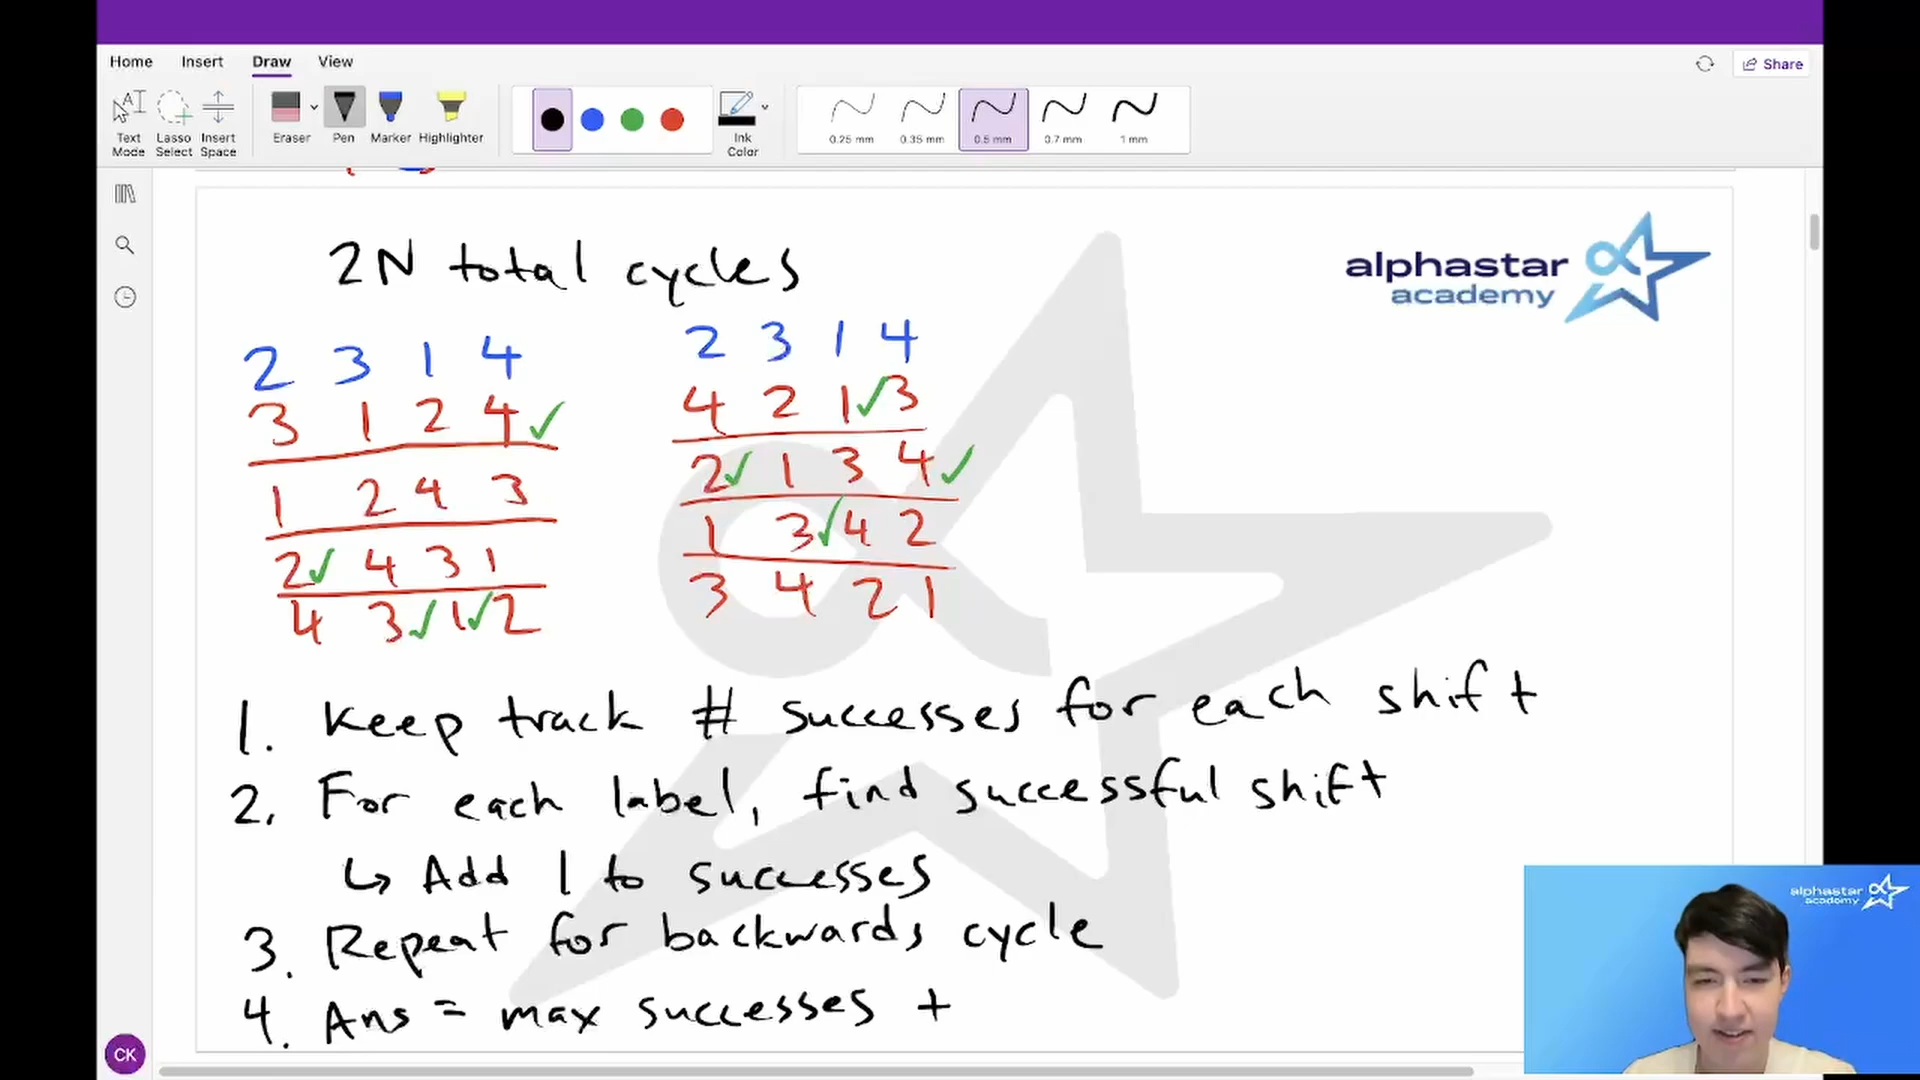 Home Insert Draw View
Share
Text Mode
Lasso Select
Insert Space
Eraser
Pen
Marker
Highlighter
Ink Color
0.25 mm
0.35 mm
0.5 mm
0.7 mm
1 mm
alphastar
academy
2N total cycles
2 3 1 4
3 1 2 4 ✓
1 2 4 3
2 ✓ 4 3 1
4 3 ✓ 1 ✓ 2
2 3 1 4
4 2 1 ✓ 3
2 ✓ 1 3 4 ✓
1 3 ✓ 4 2
3 4 2 1
1. Keep track # successes for each shift
2. For each label, find successful shift
↳ Add 1 to successes
3. Repeat for backwards cycle
4. Ans = max successes +
CK
alphastar
academy